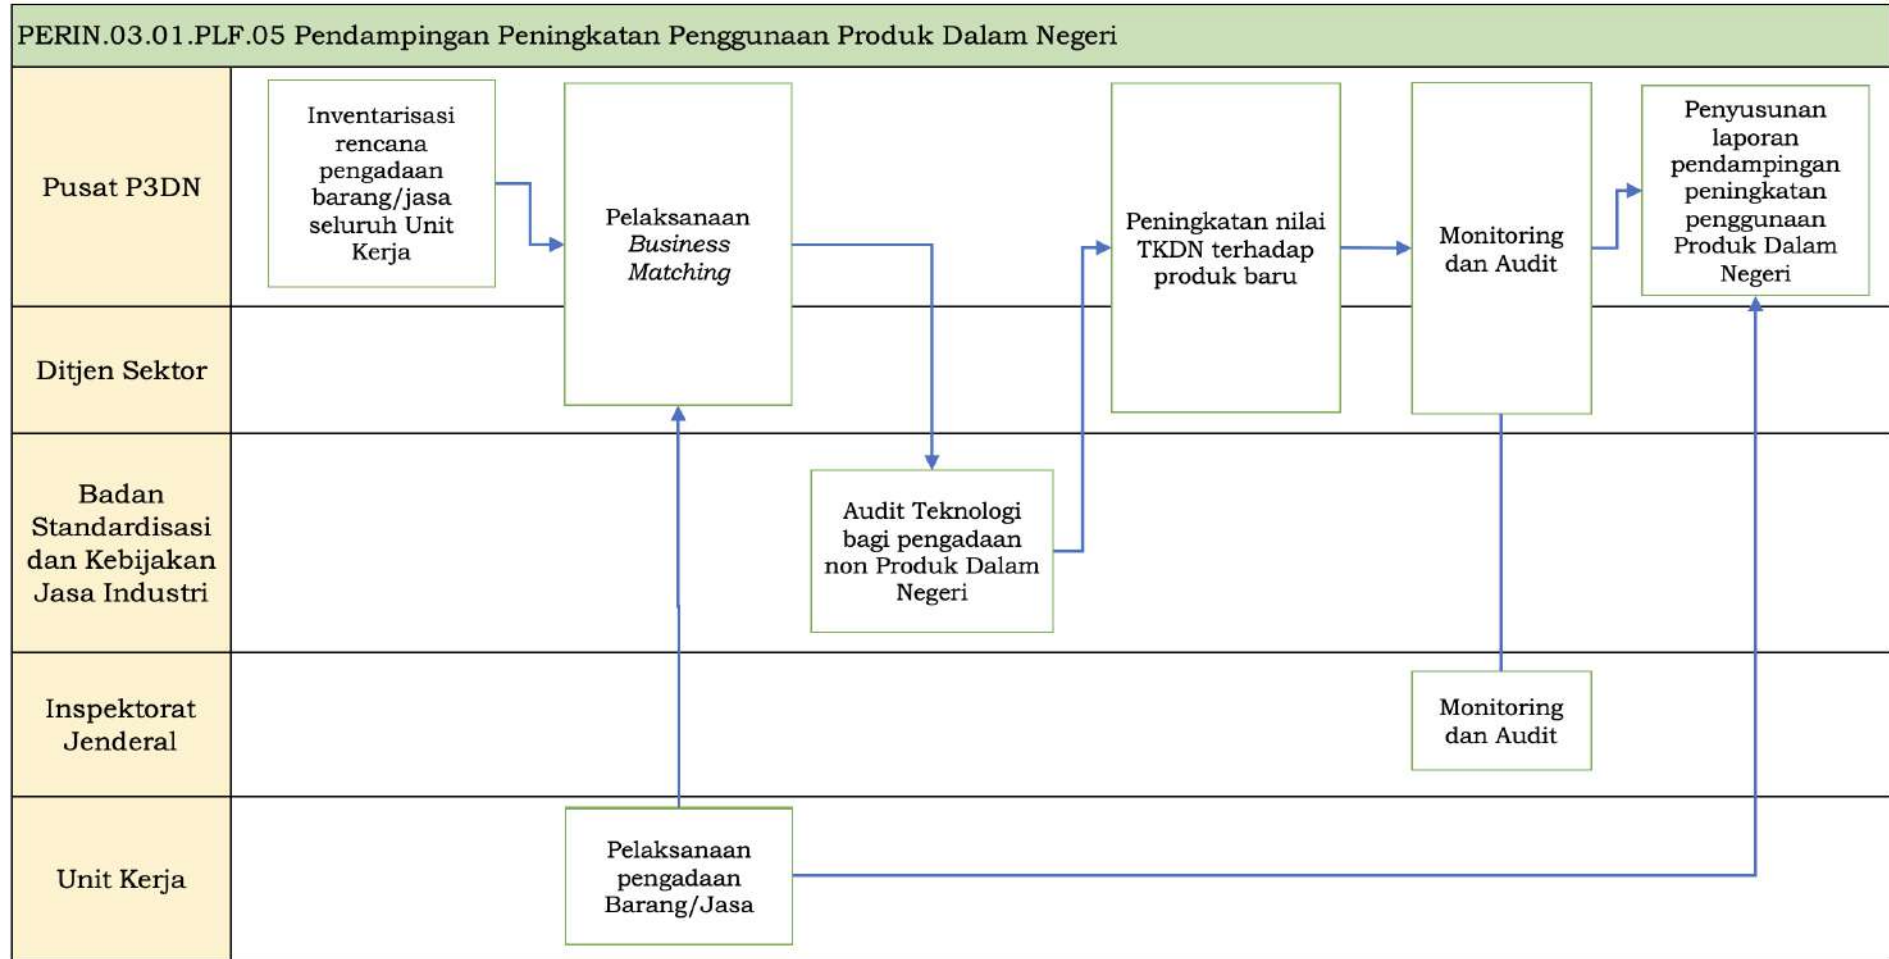 PERIN.03.01.PLF.05 Pendampingan Peningkatan Penggunaan Produk Dalam Negeri
Pusat P3DN
Inventarisasi
rencana
pengadaan
barang/jasa
seluruh Unit
Kerja
Pelaksanaan
Business
Matching
Peningkatan nilai
TKDN terhadap
produk baru
Monitoring
dan Audit
Penyusunan
laporan
pendampingan
peningkatan
penggunaan
Produk Dalam
Negeri
Ditjen Sektor
Badan
Standardisasi
dan Kebijakan
Jasa Industri
Audit Teknologi
bagi pengadaan
non Produk Dalam
Negeri
Inspektorat
Jenderal
Monitoring
dan Audit
Unit Kerja
Pelaksanaan
pengadaan
Barang/Jasa